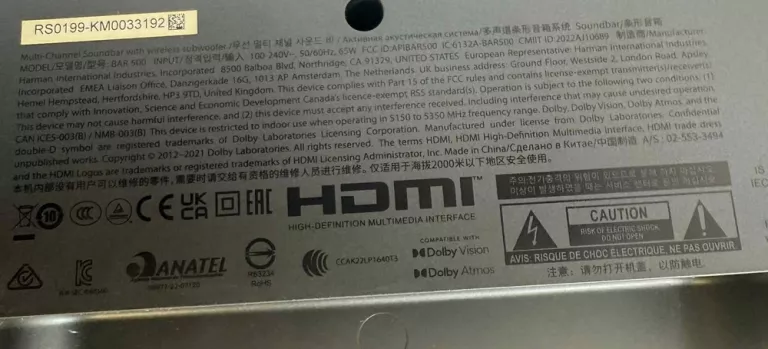 RS0199-KM0033192
Multi-Channel Soundbar with wireless subwoofer/무선 멀티 채널 사운드 바 / Активная акустическая система/多声道条形音箱系统 Soundbar/条形音箱
MODEL/모델명/型号: BAR 500 INPUT/정격입력/輸入 100 240V~, 50/60Hz, 65W FCC ID:APIBAR500 IC:6132A-BAR500 CMIIT ID:2022AJ10689 制造商/Manufacturer:
Harman International Industries, Incorporated 8500 Balboa Blvd, Northridge, CA 91329, UNITED STATES European Representative: Harman International Industries,
Incorporated EMEA Liaison Office, Danzigerkade 16G, 1013 AP Amsterdam, The Netherlands. UK business address: Ground Floor, Westside 2, London Road, Apsley,
Hemel Hempstead, Hertfordshire, HP3 9TD, United Kingdom. This device complies with Part 15 of the FCC rules and contains license-exempt transmitter(s)/receiver(s)
that comply with Innovation, Science and Economic Development Canada's licence-exempt RSS standard(s). Operation is subject to the following two conditions. (1)
This device may not cause harmful interference, and (2) this device must accept any interference received, including interference that may cause undesired operation.
CAN ICES-003(B) / NMB-003(B) This device is restricted to indoor use when operating in 5150 to 5350 MHz frequency range. Dolby, Dolby Vision, Dolby Atmos and the
double-D symbol are registered trademarks of Dolby Laboratories Licensing Corporation. Manufactured under license from Dolby Laboratories. Confidential
unpublished works. Copyright © 2012–2021 Dolby Laboratories. All rights reserved. The terms HDMI, HDMI High-Definition Multimedia Interface, HDMI trade dress
and the HDMI Logos are trademarks or registered trademarks of HDMI Licensing Administrator, Inc. Made in China/Сделано в Китае/中国制造 A/S : 02-553-3494
本机内部没有用户可以维修的零件, 需要时请交给有资格的维修人员进行维修。仅适用于海拔2000米以下地区安全使用
10 CCC CE UK CA EAC HDMI
HIGH-DEFINITION MULTIMEDIA INTERFACE
CAUTION
RISK OF ELECTRIC SHOCK
DO NOT OPEN
AVIS: RISQUE DE CHOC ÉLECTRIQUE, NE PAS OUVRIR
注意: 请勿打开机盖, 以防触电.
ANATEL
RoHS
CCAK22LP1640T3
COMPATIBLE WITH
Dolby Vision
Dolby Atmos
IS
IEC